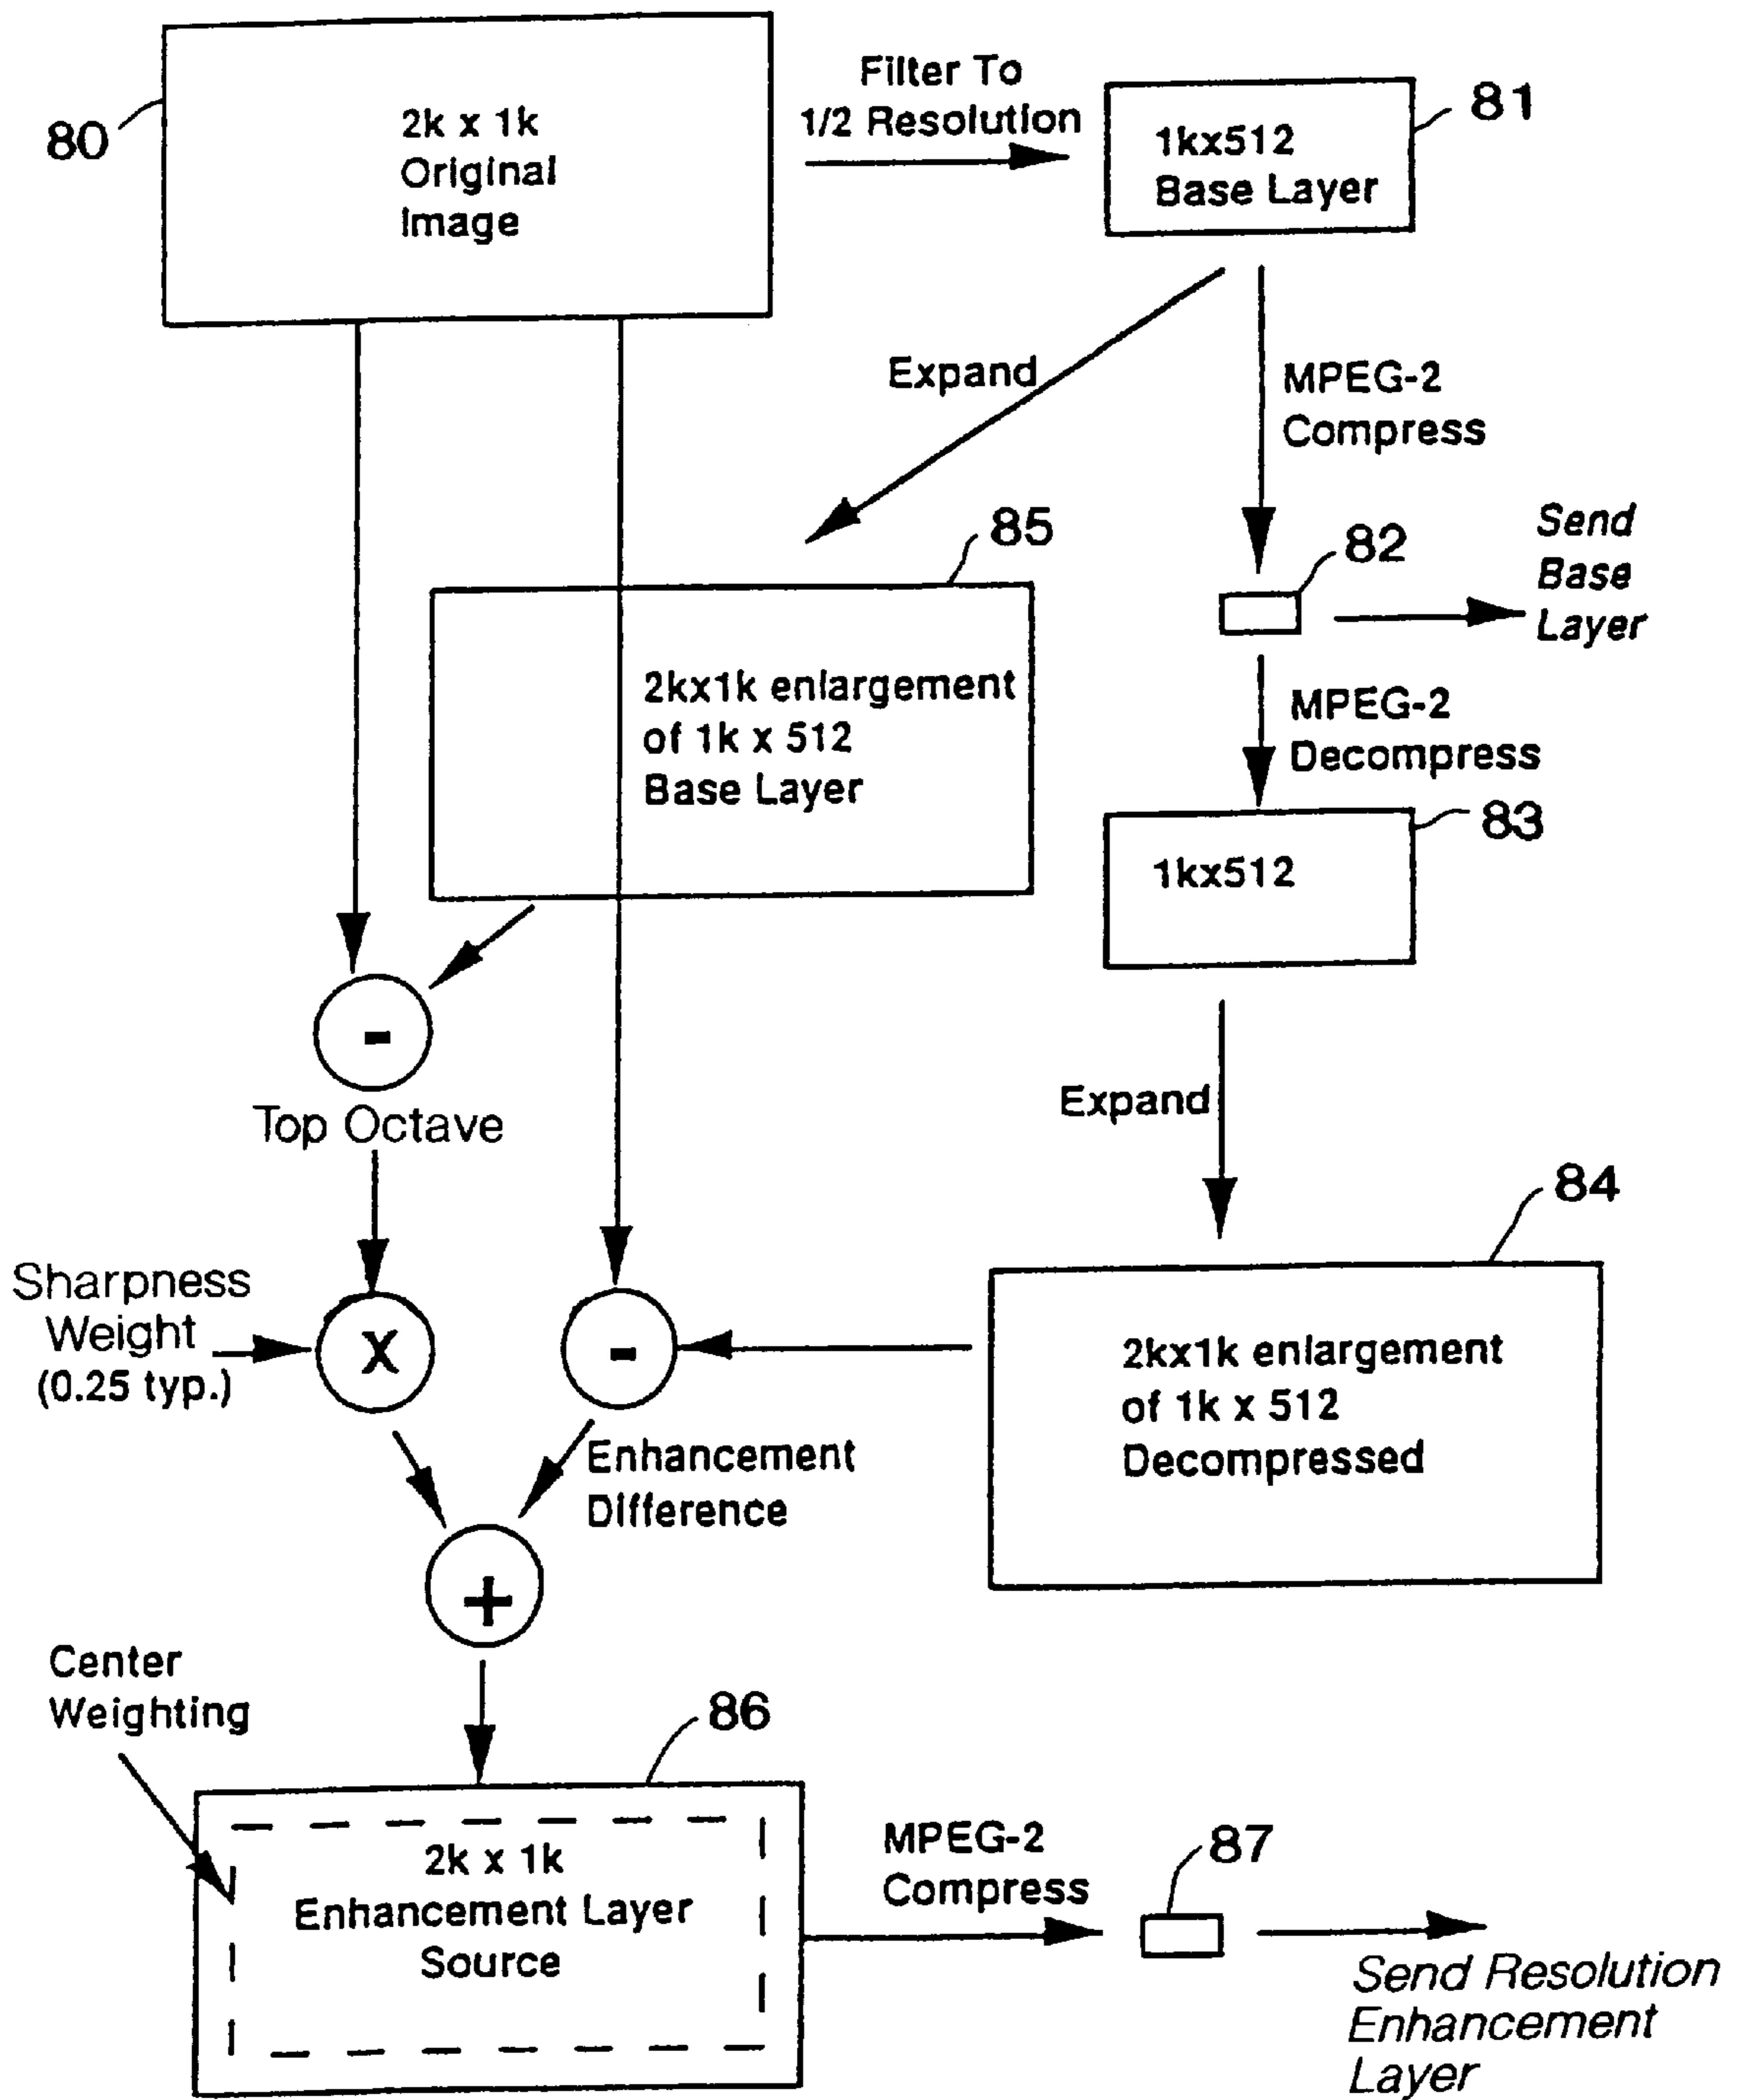 80
2k x 1k
Original
Image
Filter To
1/2 Resolution
1kx512
Base Layer
81
Expand
MPEG-2
Compress
85
82
Send
Base
Layer
2kx1k enlargement
of 1k x 512
Base Layer
MPEG-2
Decompress
83
1kx512
-
Top Octave
Expand
84
Sharpness
Weight
(0.25 typ.)
X
-
2kx1k enlargement
of 1k x 512
Decompressed
Enhancement
Difference
+
Center
Weighting
86
2k x 1k
Enhancement Layer
Source
MPEG-2
Compress
87
Send Resolution
Enhancement
Layer